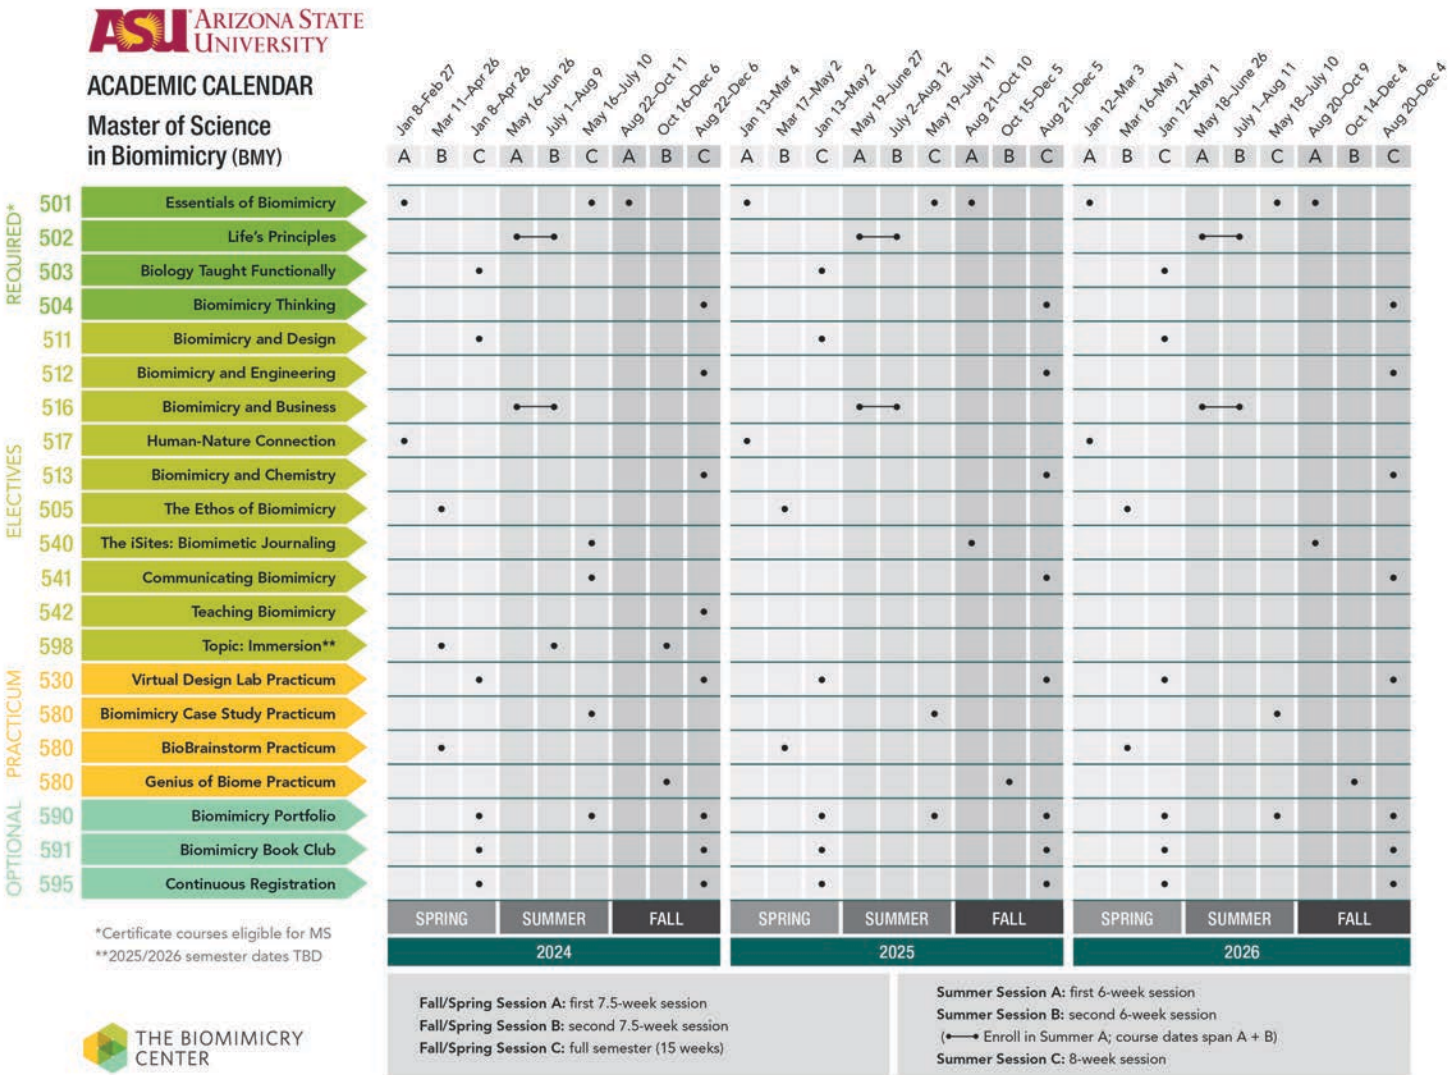 ASU ARIZONA STATE
UNIVERSITY
ACADEMIC CALENDAR
Master of Science
in Biomimicry (BMY)
Jan 8–Feb 27
Mar 11–Apr 26
Jan 8–Apr 26
May 16–Jun 26
July 1–Aug 9
May 16–July 10
Aug 22–Oct 11
Oct 16–Dec 6
Aug 22–Dec 6
Jan 13–Mar 4
Mar 17–May 2
Jan 13–May 2
May 19–June 27
July 2–Aug 12
May 19–July 11
Aug 21–Oct 10
Oct 15–Dec 5
Aug 21–Dec 5
Jan 12–Mar 3
Mar 16–May 1
Jan 12–May 1
May 18–June 26
July 1–Aug 11
May 18–July 10
Aug 20–Oct 9
Oct 14–Dec 4
Aug 20–Dec 4
A B C A B C A B C A B C A B C A B C A B C A B C A B C
REQUIRED*
501 Essentials of Biomimicry
502 Life's Principles
503 Biology Taught Functionally
504 Biomimicry Thinking
ELECTIVES
511 Biomimicry and Design
512 Biomimicry and Engineering
516 Biomimicry and Business
517 Human-Nature Connection
513 Biomimicry and Chemistry
505 The Ethos of Biomimicry
540 The iSites: Biomimetic Journaling
541 Communicating Biomimicry
542 Teaching Biomimicry
598 Topic: Immersion**
PRACTICUM
530 Virtual Design Lab Practicum
580 Biomimicry Case Study Practicum
580 BioBrainstorm Practicum
580 Genius of Biome Practicum
OPTIONAL
590 Biomimicry Portfolio
591 Biomimicry Book Club
595 Continuous Registration
SPRING SUMMER FALL SPRING SUMMER FALL SPRING SUMMER FALL
2024 2025 2026
*Certificate courses eligible for MS
**2025/2026 semester dates TBD
THE BIOMIMICRY
CENTER
Fall/Spring Session A: first 7.5-week session
Fall/Spring Session B: second 7.5-week session
Fall/Spring Session C: full semester (15 weeks)
Summer Session A: first 6-week session
Summer Session B: second 6-week session
(•—• Enroll in Summer A; course dates span A + B)
Summer Session C: 8-week session